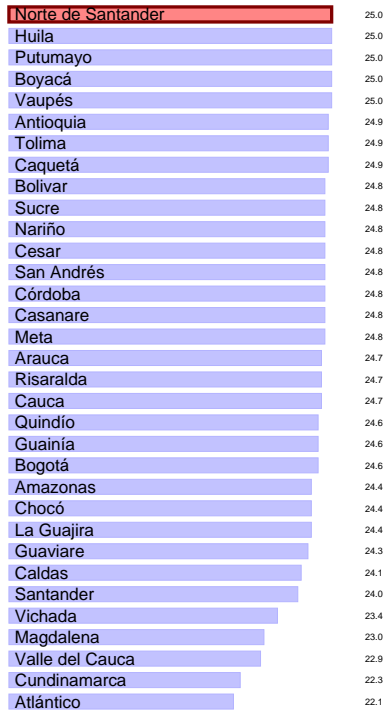 Norte de Santander 25.0
Huila 25.0
Putumayo 25.0
Boyacá 25.0
Vaupés 25.0
Antioquia 24.9
Tolima 24.9
Caquetá 24.9
Bolivar 24.8
Sucre 24.8
Nariño 24.8
Cesar 24.8
San Andrés 24.8
Córdoba 24.8
Casanare 24.8
Meta 24.8
Arauca 24.7
Risaralda 24.7
Cauca 24.7
Quindío 24.6
Guainía 24.6
Bogotá 24.6
Amazonas 24.4
Chocó 24.4
La Guajira 24.4
Guaviare 24.3
Caldas 24.1
Santander 24.0
Vichada 23.4
Magdalena 23.0
Valle del Cauca 22.9
Cundinamarca 22.3
Atlántico 22.1